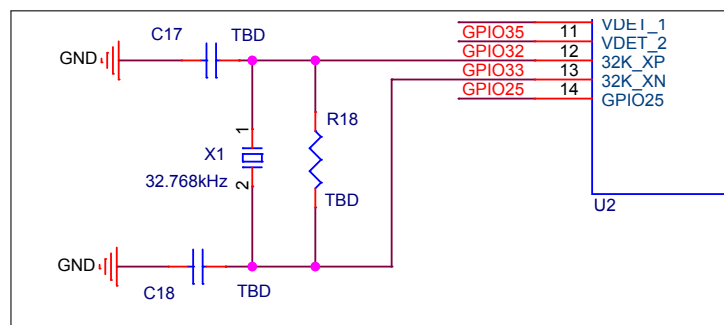 VDET_1
GPIO35 11 VDET_2
GPIO32 12 32K_XP
GPIO33 13 32K_XN
GPIO25 14 GPIO25
U2
C17 TBD
GND
R18
1
X1
32.768kHz
2
TBD
GND
C18 TBD